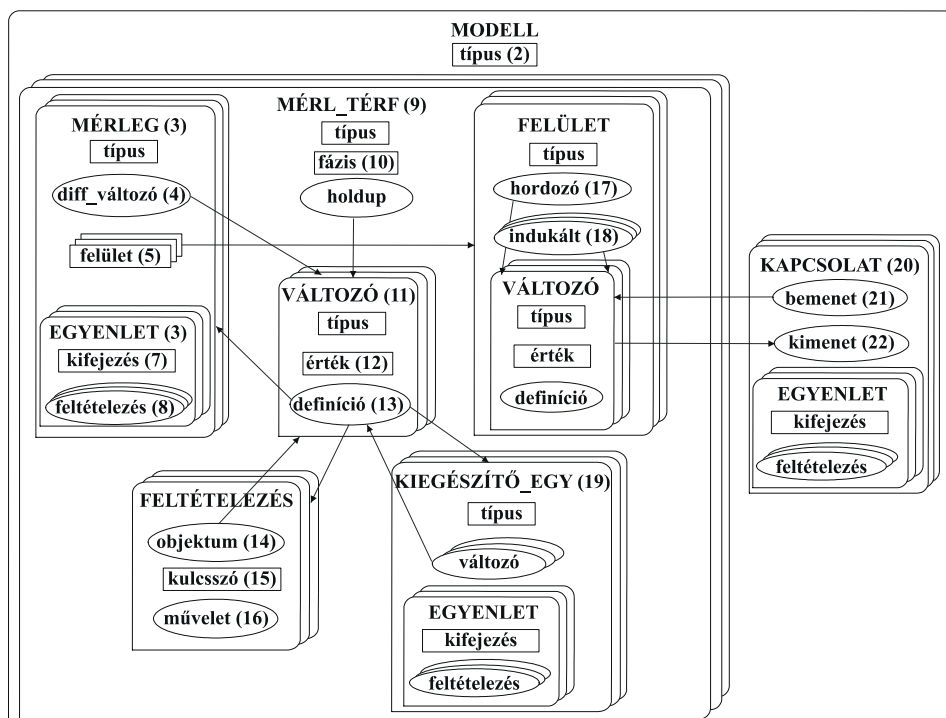 MODELL
típus (2)
MÉRLEG (3)
típus
diff_változó (4)
felület (5)
EGYENLET (3)
kifejezés (7)
feltételezés (8)
MÉRL_TÉRF (9)
típus
fázis (10)
holdup
VÁLTOZÓ (11)
típus
érték (12)
definíció (13)
FELÜLET
típus
hordozó (17)
indukált (18)
VÁLTOZÓ
típus
érték
definíció
KAPCSOLAT (20)
bemenet (21)
kimenet (22)
EGYENLET
kifejezés
feltételezés
FELTÉTELEZÉS
objektum (14)
kulcsszó (15)
művelet (16)
KIEGÉSZÍTŐ_EGY (19)
típus
változó
EGYENLET
kifejezés
feltételezés